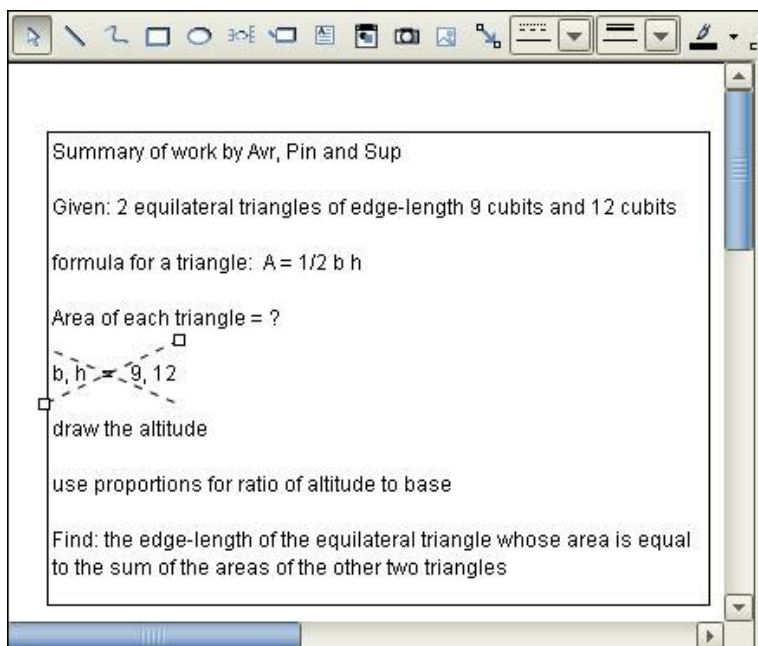 Summary of work by Avr, Pin and Sup
Given: 2 equilateral triangles of edge-length 9 cubits and 12 cubits
formula for a triangle: A = 1/2 b h
Area of each triangle = ?
b, h = 9, 12
draw the altitude
use proportions for ratio of altitude to base
Find: the edge-length of the equilateral triangle whose area is equal
to the sum of the areas of the other two triangles